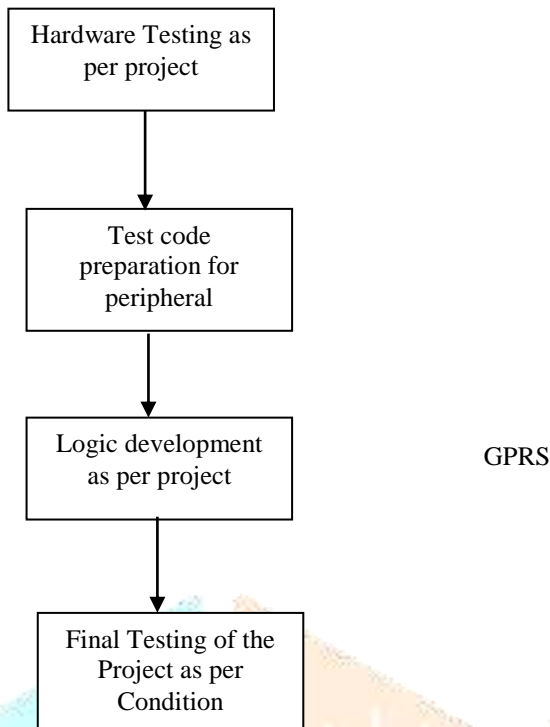 Hardware Testing as
per project
Test code
preparation for
peripheral
Logic development
as per project
GPRS
Final Testing of the
Project as per
Condition